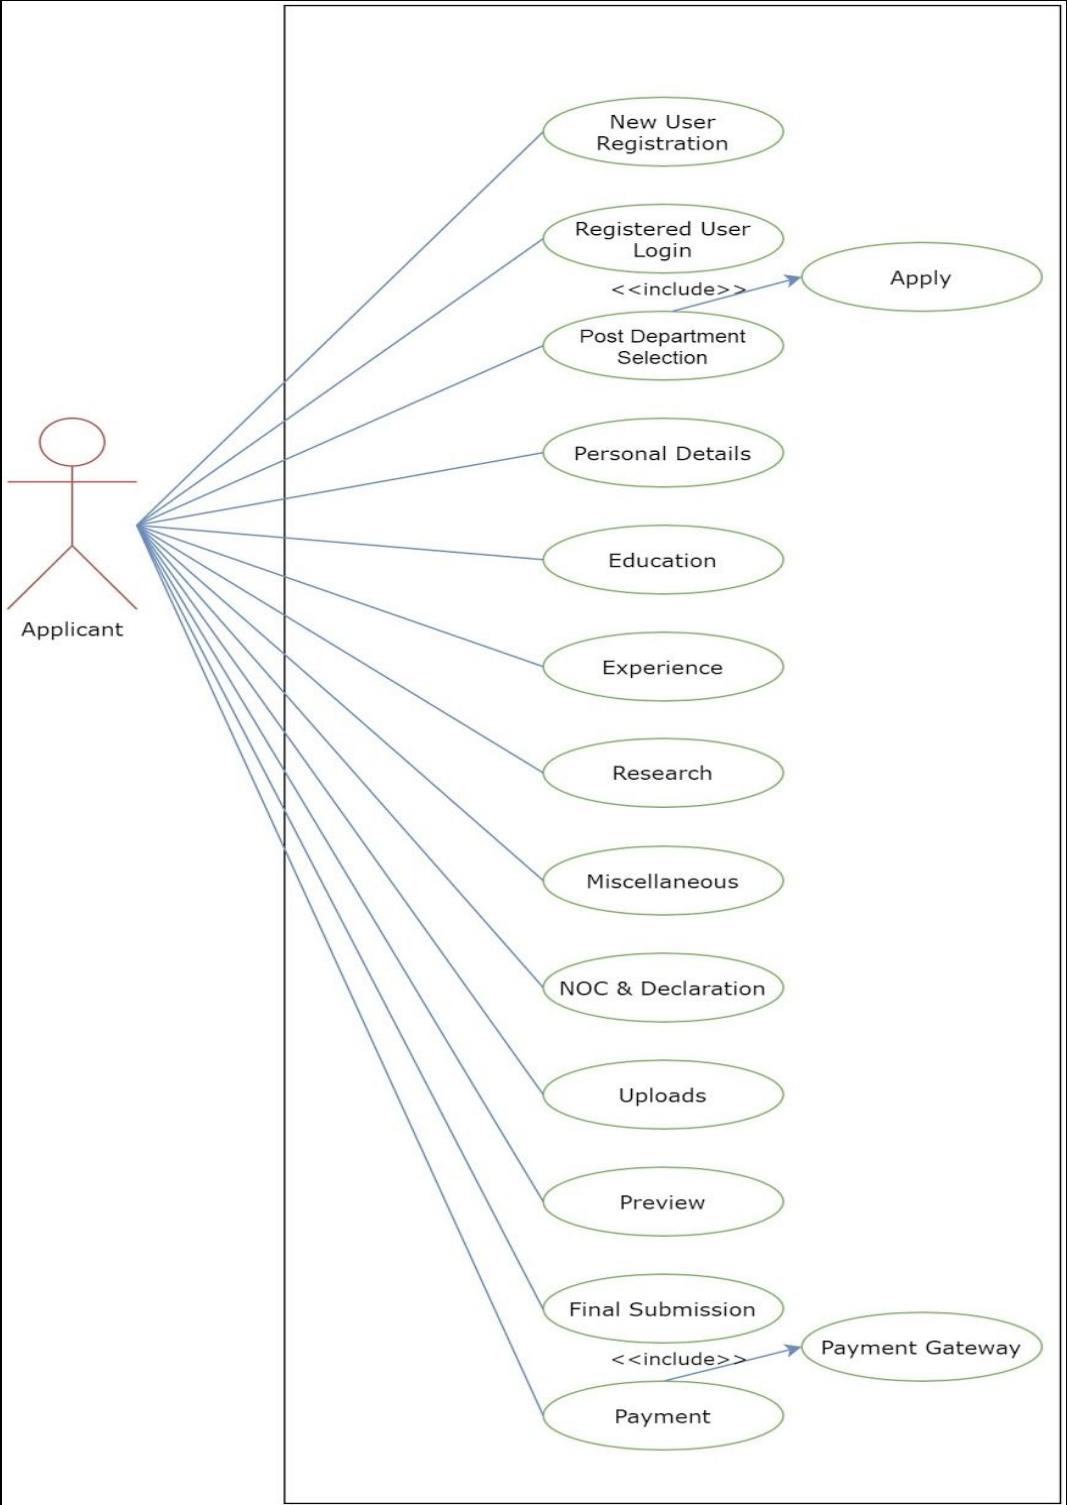 New User
Registration
Registered User
Login
<<include>>
Apply
Post Department
Selection
Personal Details
Education
Experience
Applicant
Research
Miscellaneous
NOC & Declaration
Uploads
Preview
Final Submission
<<include>>
Payment Gateway
Payment